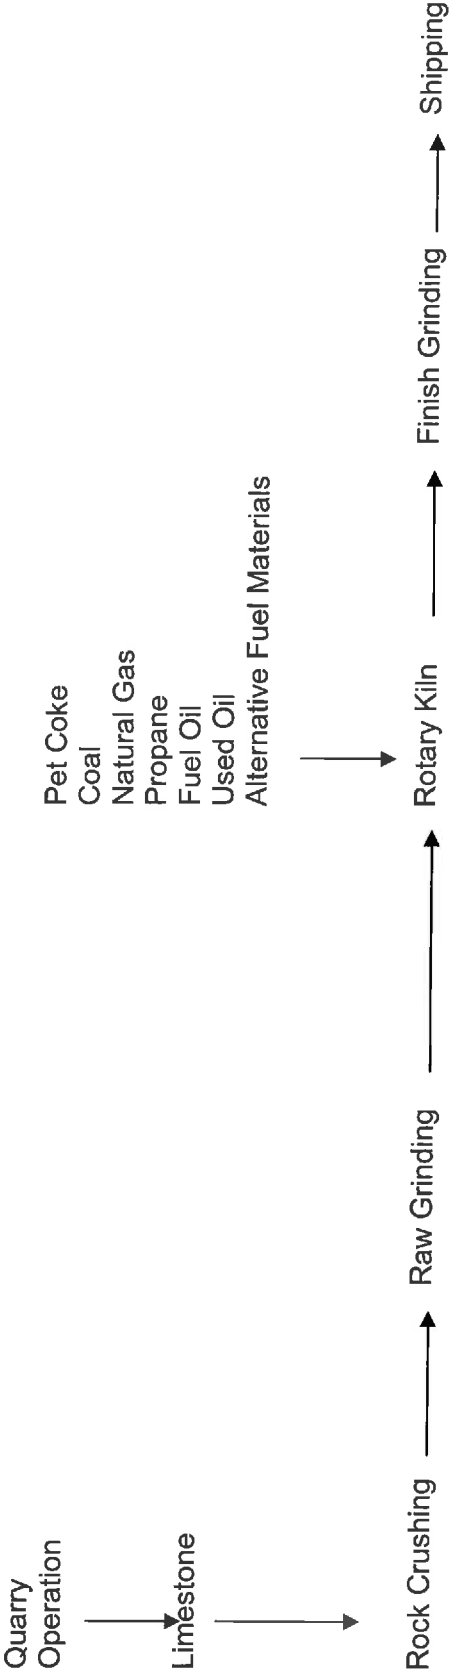 Quarry
Operation
Limestone
Pet Coke
Coal
Natural Gas
Propane
Fuel Oil
Used Oil
Alternative Fuel Materials
Rock Crushing
Raw Grinding
Rotary Kiln
Finish Grinding
Shipping